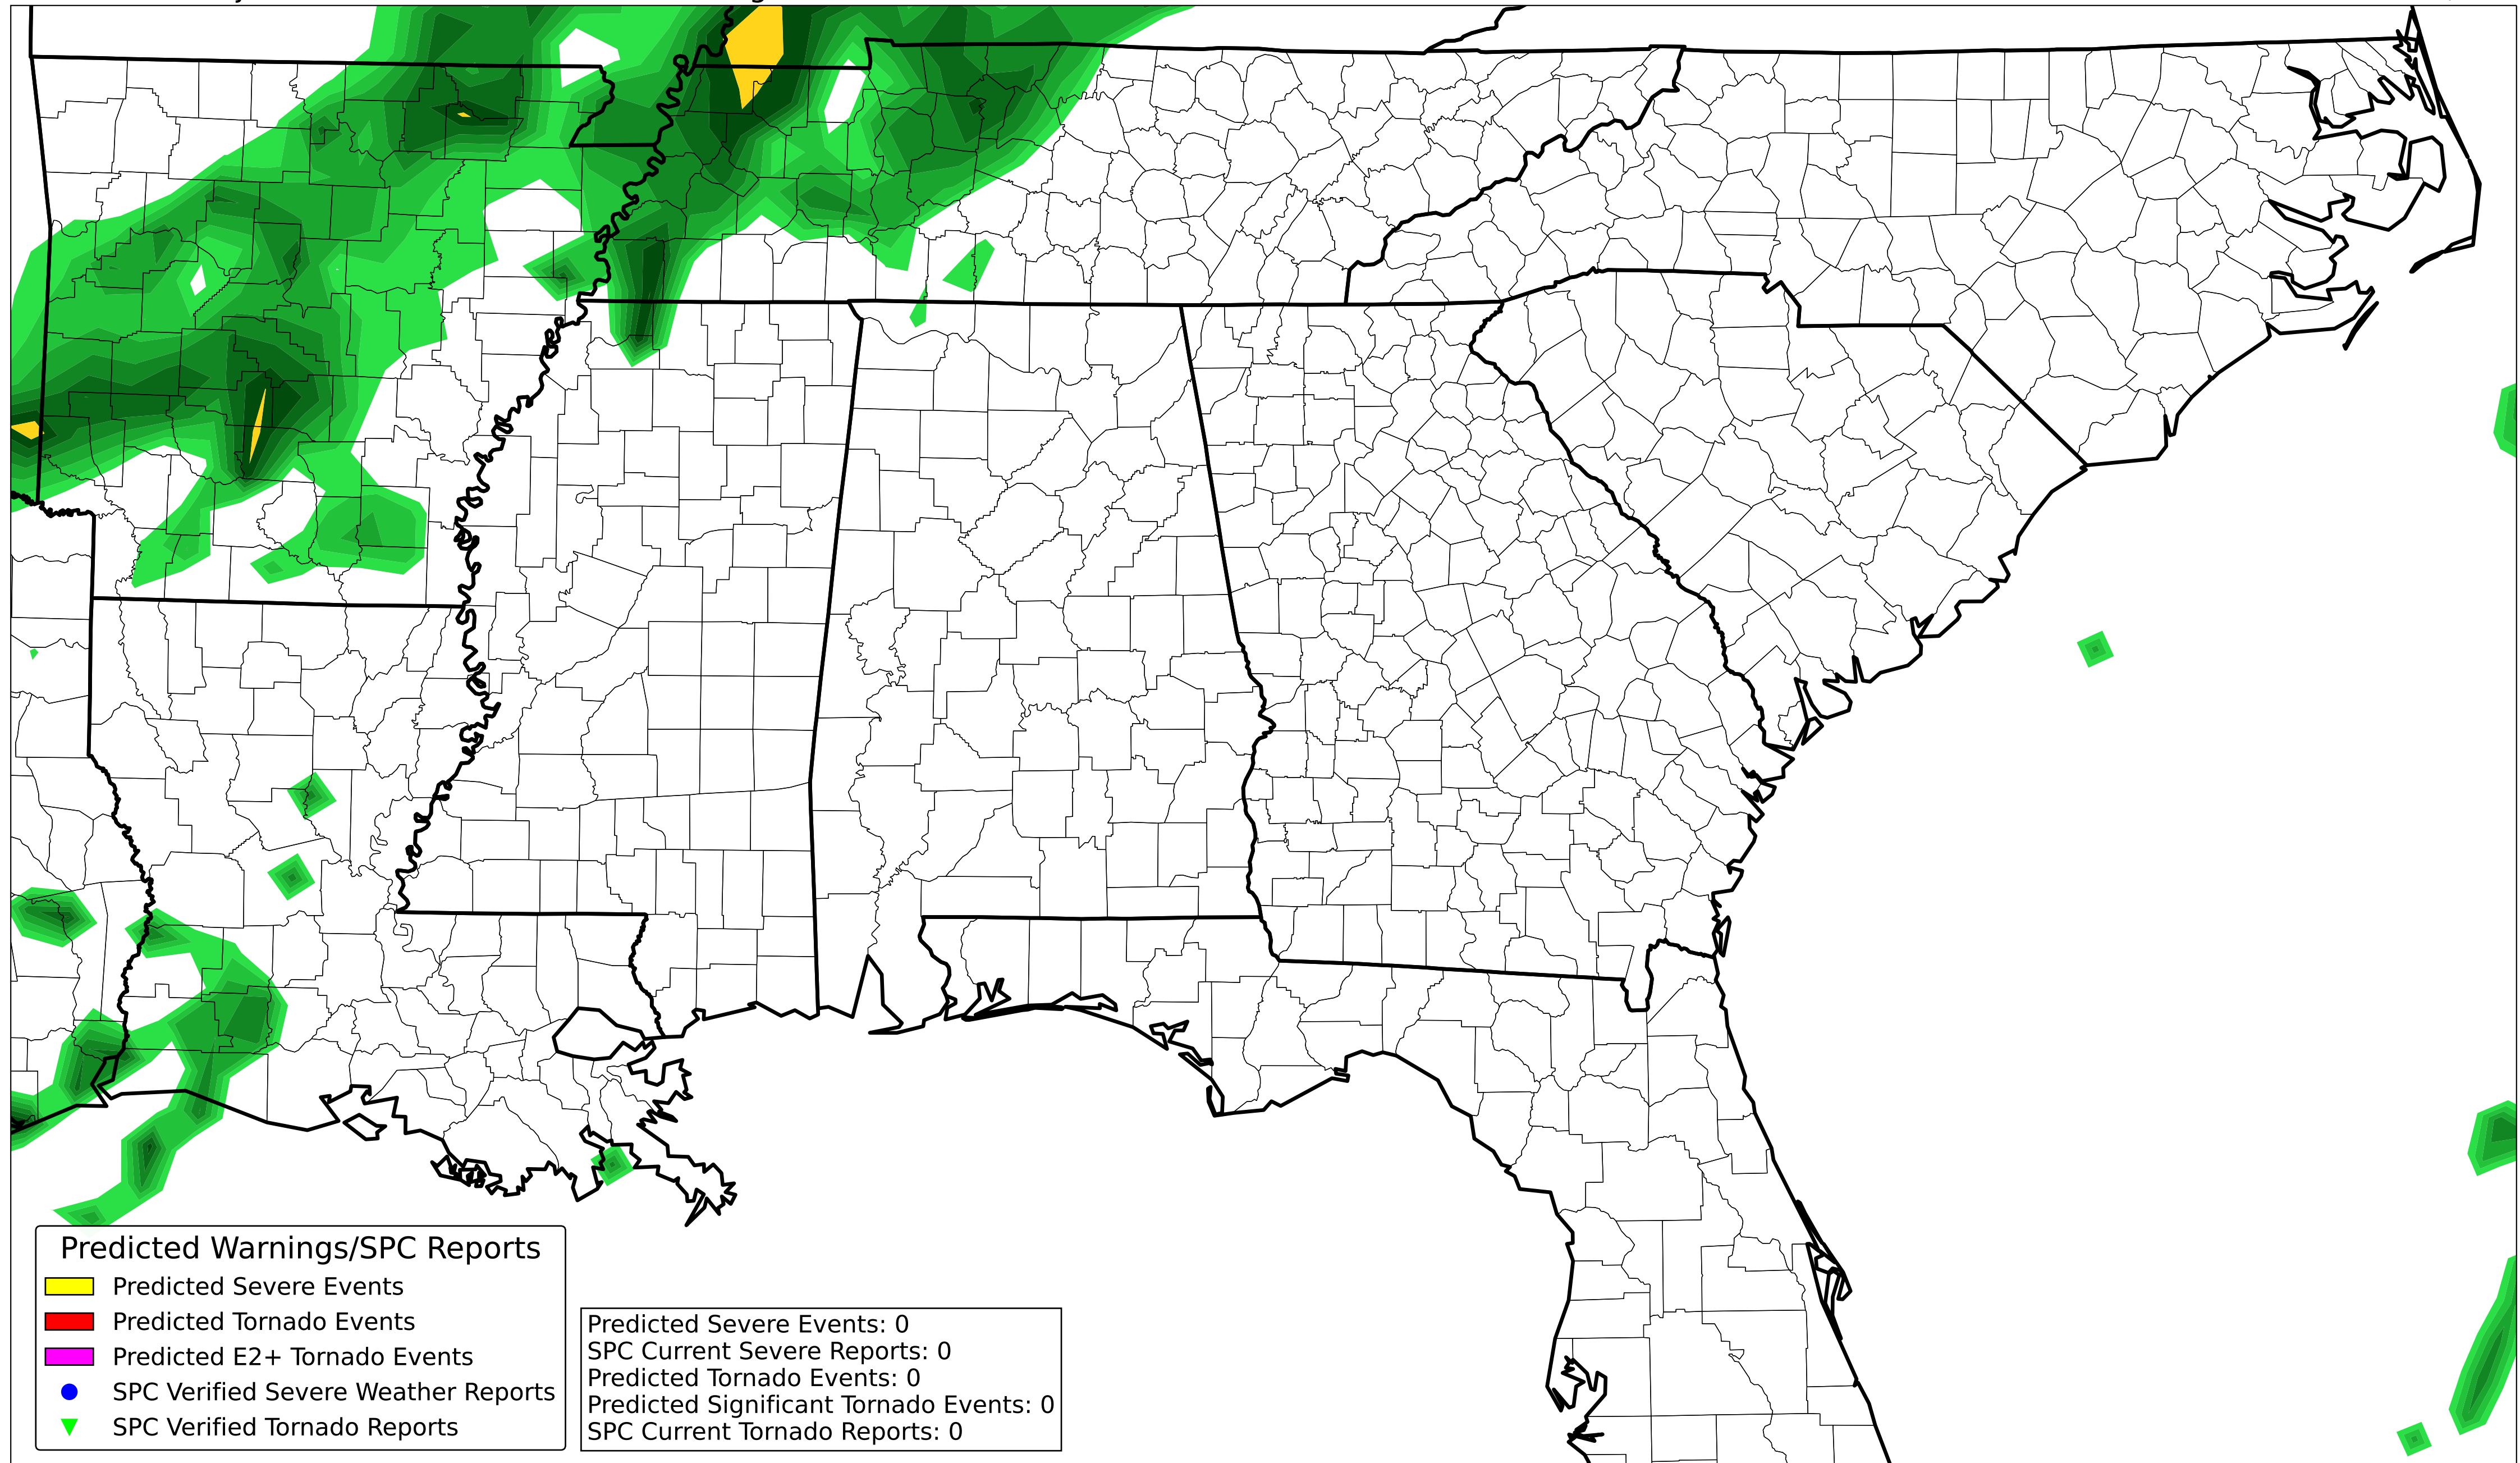 Predicted Warnings/SPC Reports
Predicted Severe Events
Predicted Tornado Events
Predicted E2+ Tornado Events
SPC Verified Severe Weather Reports
SPC Verified Tornado Reports
Predicted Severe Events: 0
SPC Current Severe Reports: 0
Predicted Tornado Events: 0
Predicted Significant Tornado Events: 0
SPC Current Tornado Reports: 0